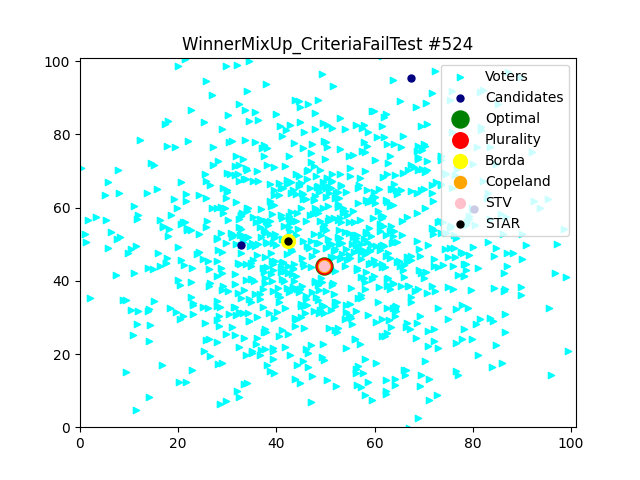 WinnerMixUp_CriteriaFailTest #524
100
80
60
40
20
0
0
20
40
60
80
100
Voters
Candidates
Optimal
Plurality
Borda
Copeland
STV
STAR